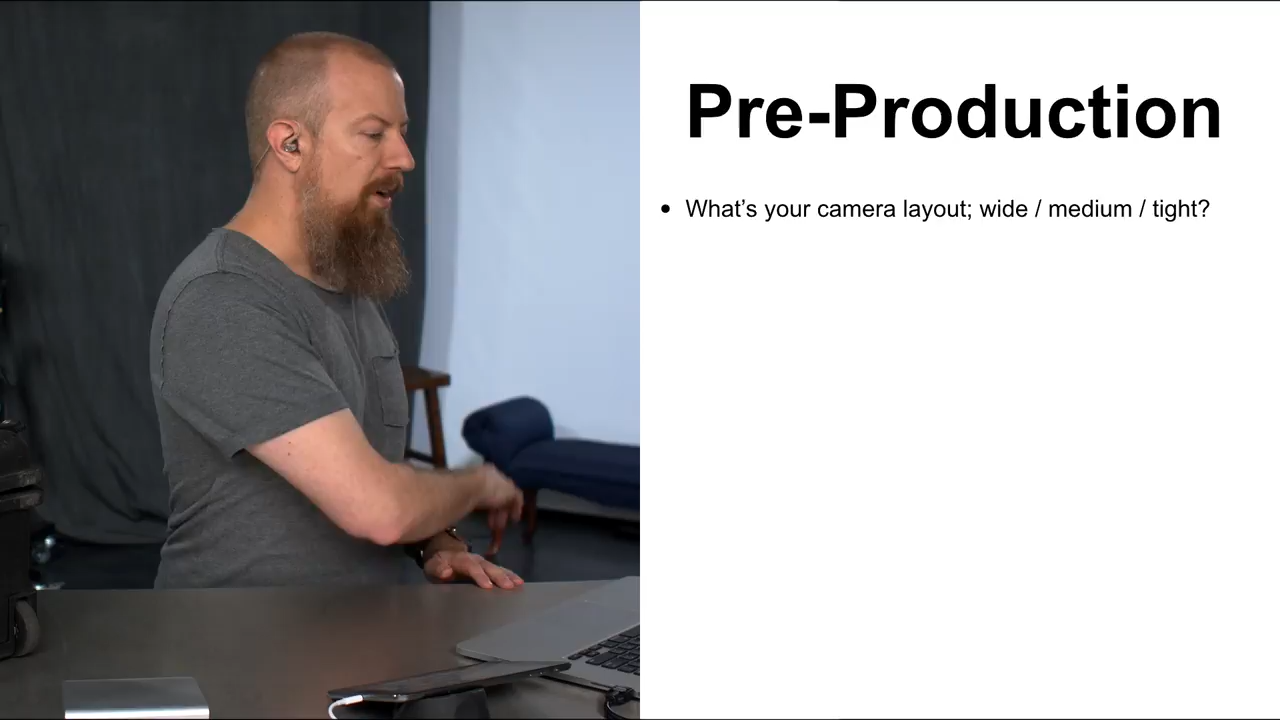 Pre-Production
• What’s your camera layout; wide / medium / tight?